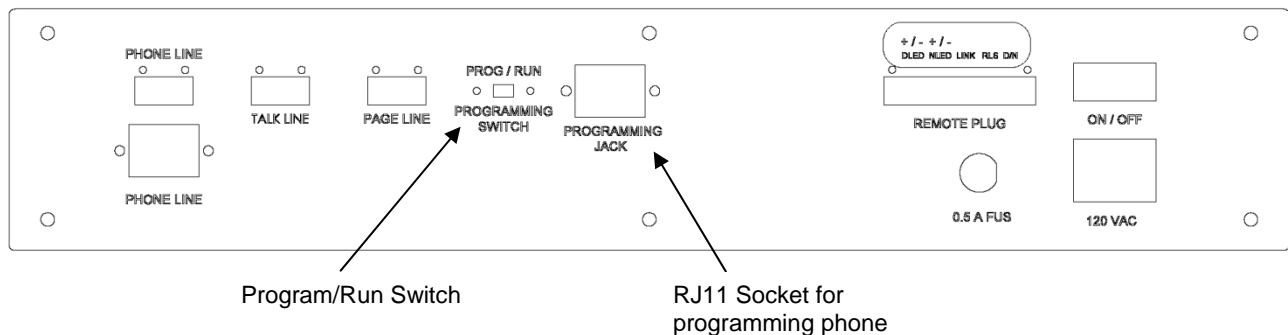 PHONE LINE
TALK LINE
PAGE LINE
PROG / RUN
PROGRAMMING
SWITCH
PROGRAMMING
JACK
+ / - + / -
DLED NLED LINK RLS D/N
REMOTE PLUG
ON / OFF
PHONE LINE
0.5 A FUS
120 VAC
Program/Run Switch
RJ11 Socket for
programming phone